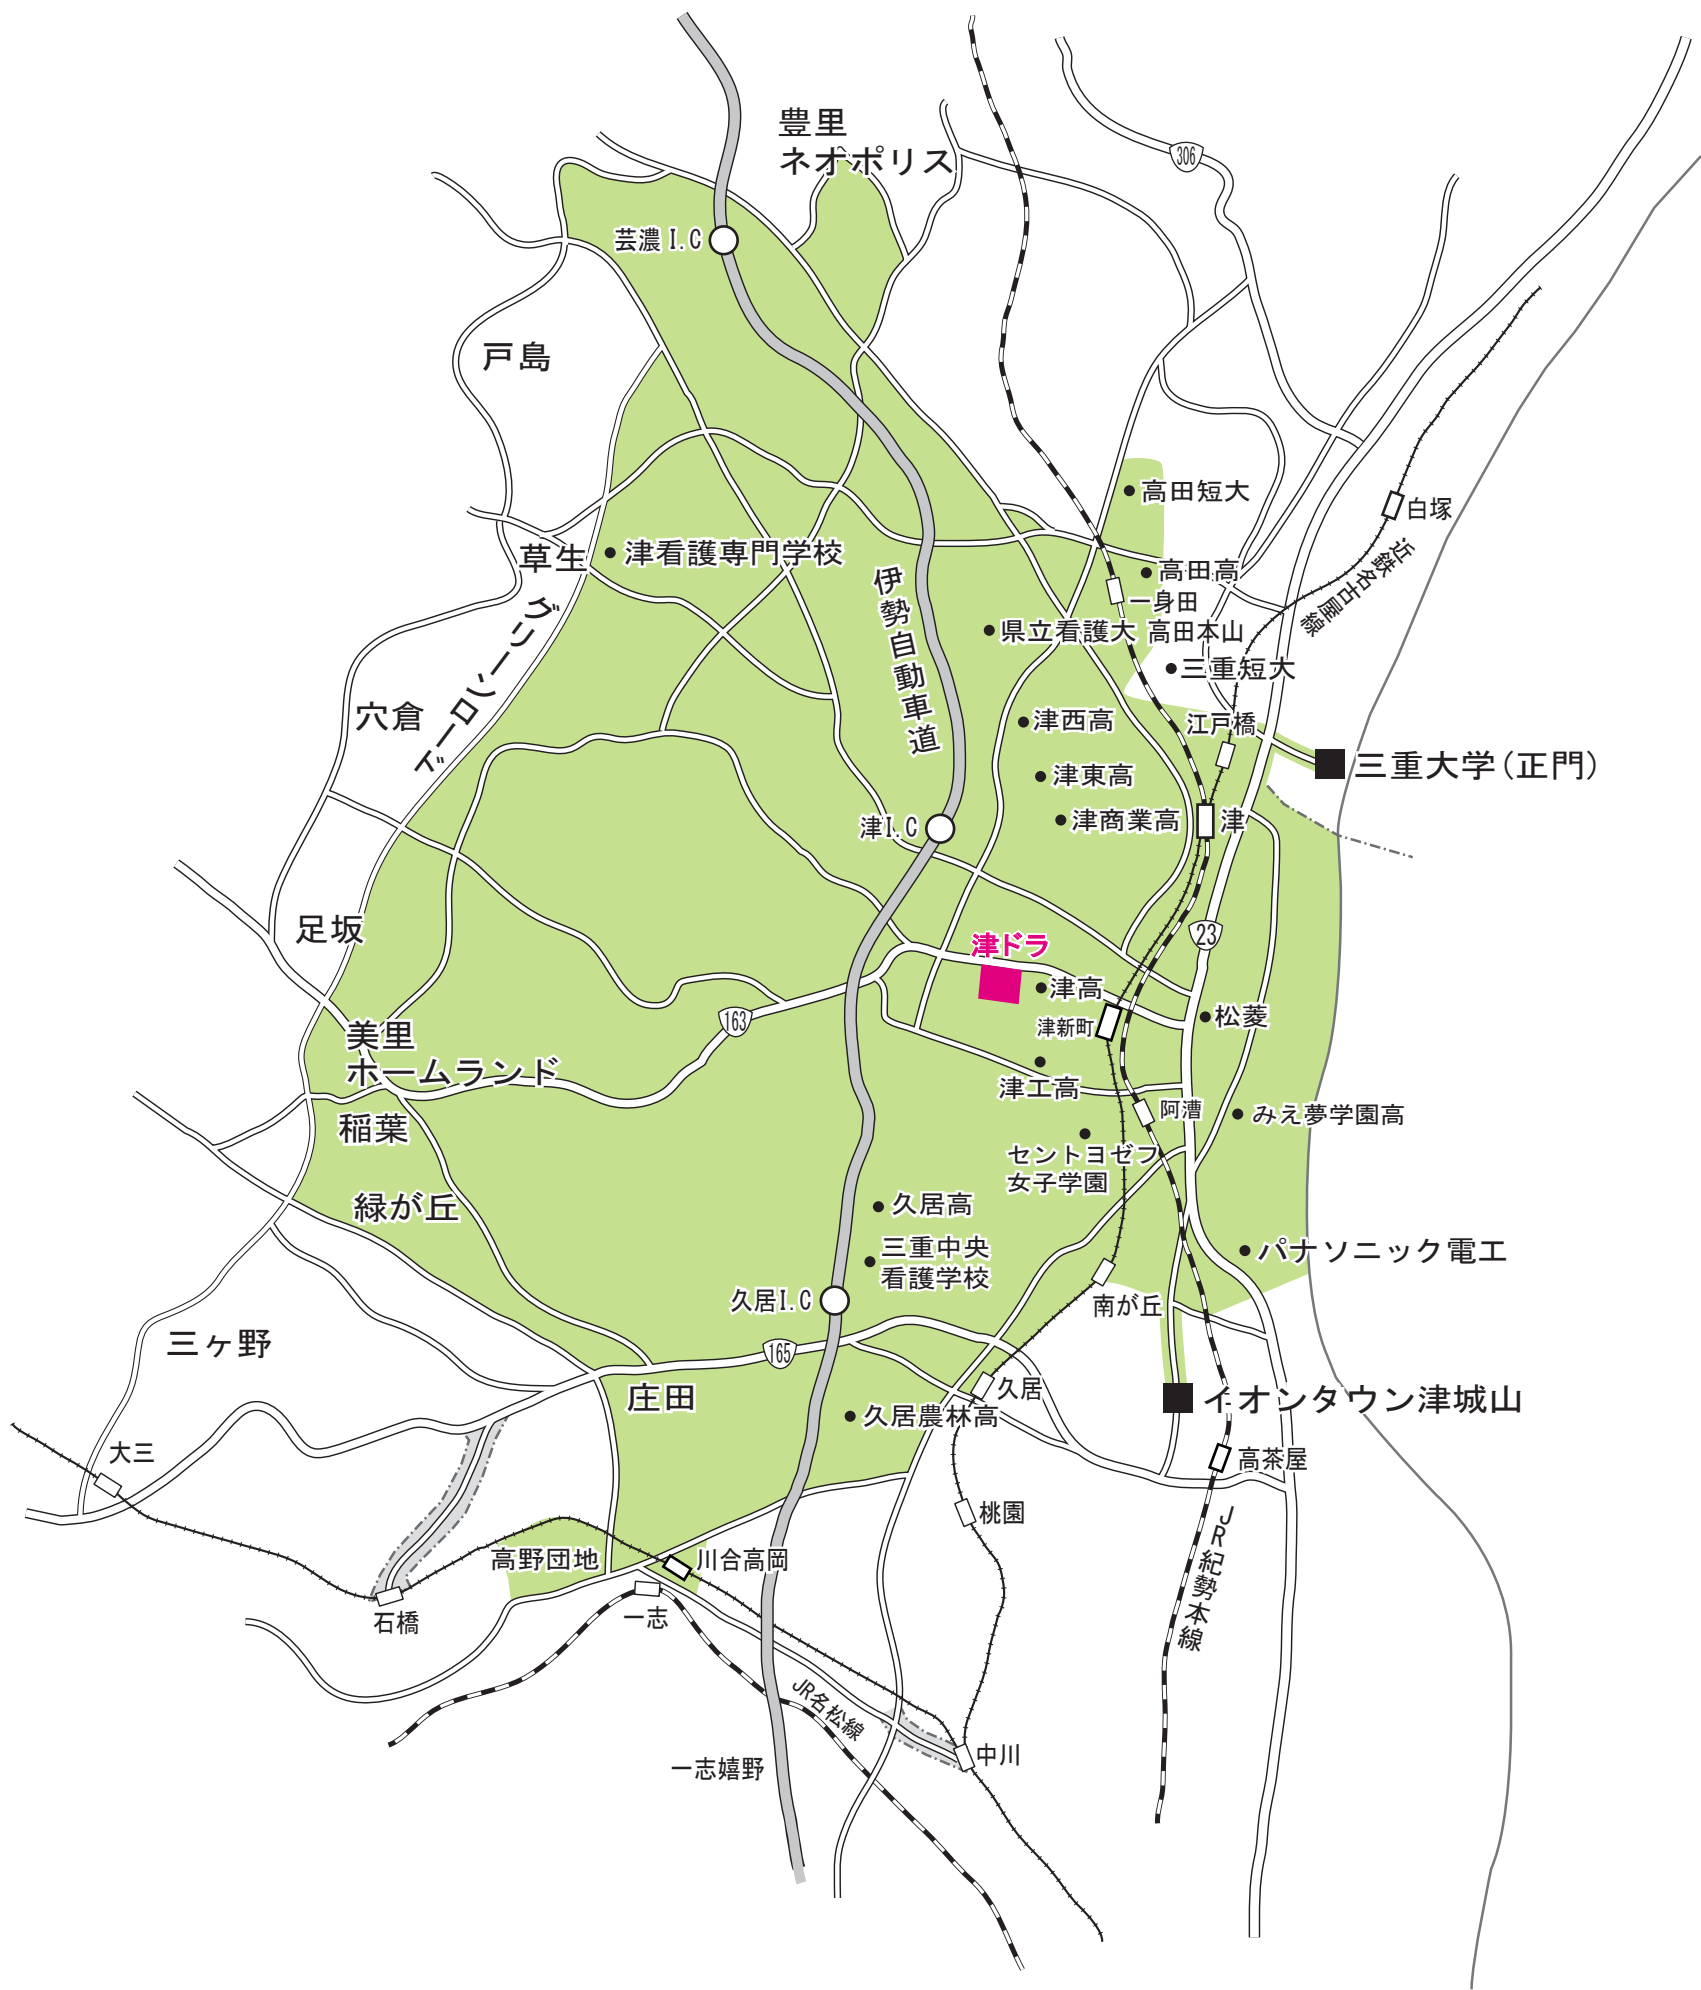 豊里
ネオポリス
306
芸濃 I.C
戸島
高田短大
白塚
近鉄名古屋線
草生
津看護専門学校
伊勢自動車道
高田高
一身田
グリーンロード
県立看護大
高田本山
三重短大
穴倉
津西高
江戸橋
三重大学(正門)
津東高
津I.C
津商業高
津
足坂
津ドラ
23
津高
163
津新町
松菱
美里
ホームランド
津工高
阿漕
みえ夢学園高
稲葉
セントヨゼフ
女子学園
緑が丘
久居高
三重中央
看護学校
パナソニック電工
久居I.C
南が丘
三ヶ野
165
庄田
久居
イオンタウン津城山
久居農林高
大三
高茶屋
桃園
JR紀勢本線
高野団地
川合高岡
石橋
一志
JR名松線
中川
一志嬉野